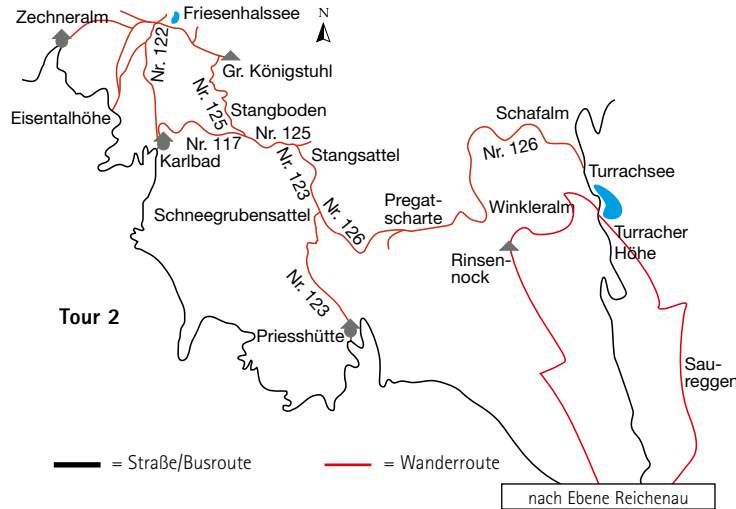 Zechneralm
Friesenhalssee
N
Nr. 122
Gr. Königstuhl
Eisentalhöhe
Nr. 125
Stangboden
Schafalm
Nr. 117
Nr. 125
Nr. 126
Karlbad
Stangsattel
Turrachsee
Nr. 123
Pregat-
scharte
Winkleralm
Schneegrubensattel
Nr. 126
Turracher
Höhe
Rinsen-
nock
Nr. 123
Tour 2
Priesshütte
Sau-
reggen
= Straße/Busroute
= Wanderroute
nach Ebene Reichenau